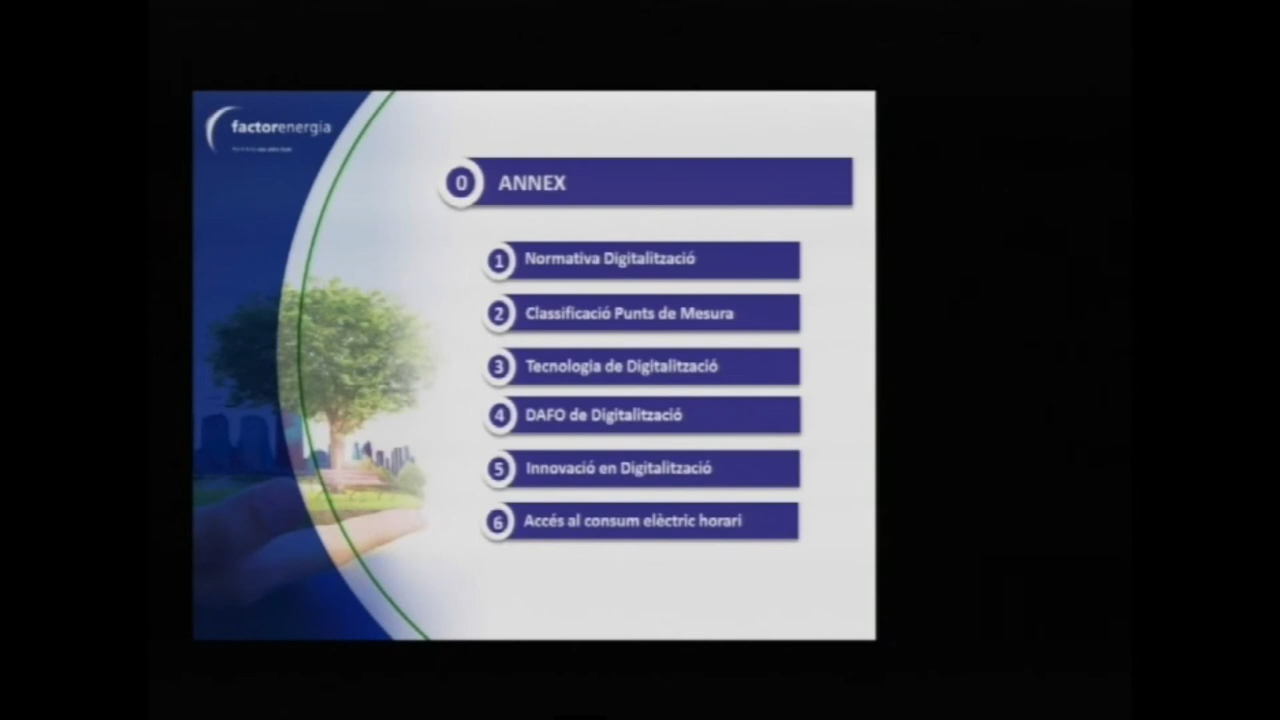 factorenergia
0 ANNEX
1 Normativa Digitalització
2 Classificació Punts de Mesura
3 Tecnologia de Digitalització
4 DAFO de Digitalització
5 Innovació en Digitalització
6 Accés al consum elèctric horari